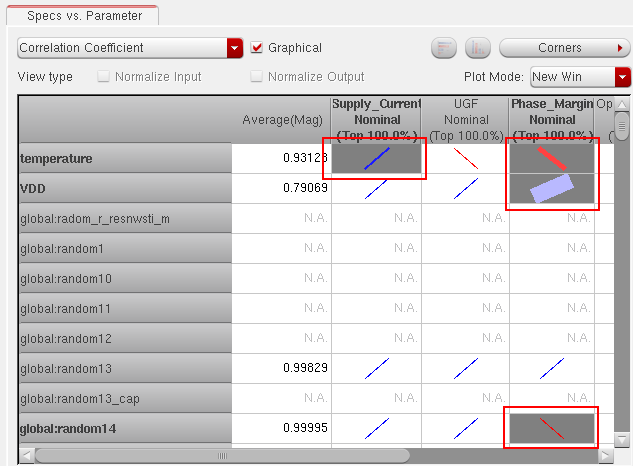 Specs vs. Parameter
Correlation Coefficient
Graphical
Corners
View type
Normalize Input
Normalize Output
Plot Mode:
New Win
Average(Mag)
Supply_Current
Nominal
(Top 100.0%)
UGF
Nominal
(Top 100.0%)
Phase_Margin
Nominal
(Top 100.0%)
Op
(T
temperature 0.93128
VDD 0.79069
global:radom_r_resnwsti_m N.A. N.A. N.A. N.A.
global:random1 N.A. N.A. N.A. N.A.
global:random10 N.A. N.A. N.A. N.A.
global:random11 N.A. N.A. N.A. N.A.
global:random12 N.A. N.A. N.A. N.A.
global:random13 0.99829
global:random13_cap N.A. N.A. N.A. N.A.
global:random14 0.99995